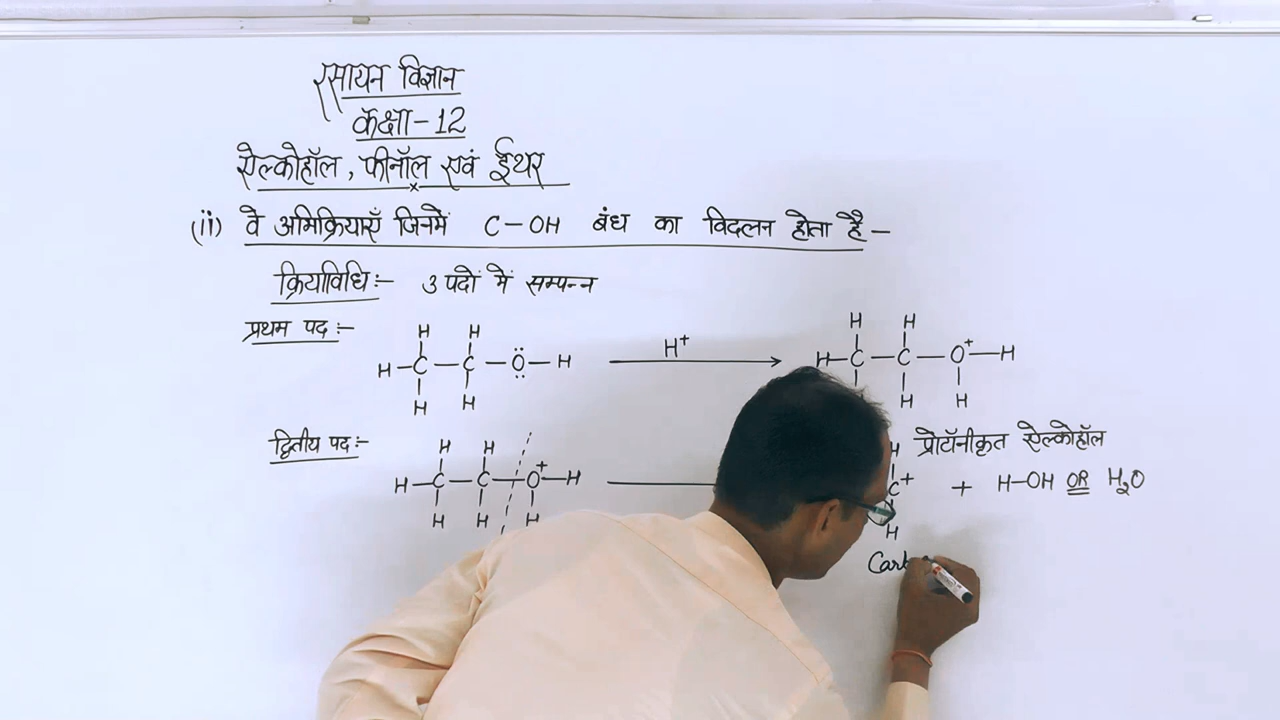 रसायन विज्ञान
कक्षा-12
ऐल्कोहॉल, फीनॉल एवं ईथर
(ii) वे अभिक्रियाएँ जिनमें C-OH बंध का विदलन होता है-
क्रियाविधि:- 3 पदों में सम्पन्न
प्रथम पद:-
H H
H-C-C-Ö-H
H H
H⁺
H H
H-C-C-O⁺-H
H H
प्रोटॉनीकृत ऐल्कोहॉल
द्वितीय पद:-
H H
H-C-C-O⁺-H
H H H
H
C⁺ + H-OH OR H₂O
H